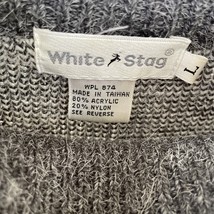 White Stag®
L
WPL 874
MADE IN TAIWAN
80% ACRYLIC
20% NYLON
SEE REVERSE